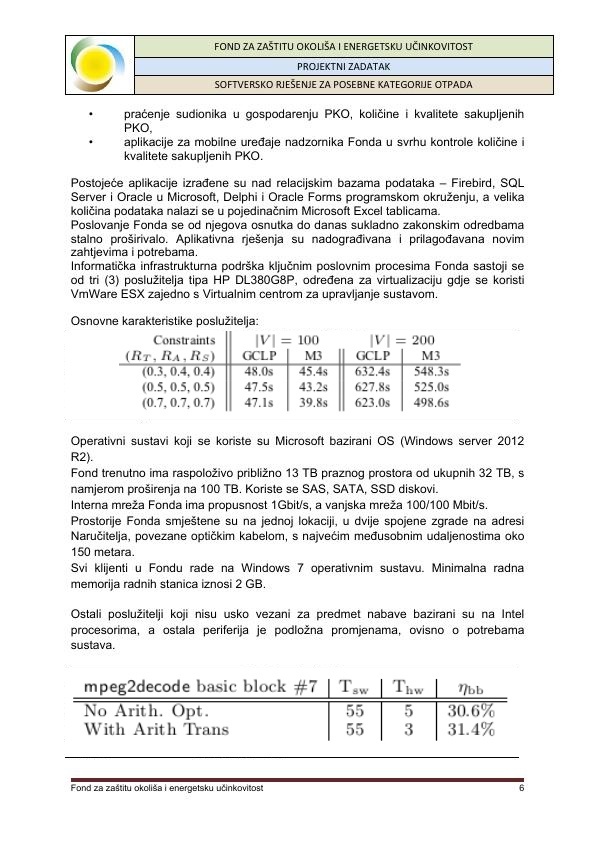 FOND ZA ZAŠTITU OKOLIŠA I ENERGETSKU UČINKOVITOST
PROJEKTNI ZADATAK
SOFTVERSKO RJEŠENJE ZA POSEBNE KATEGORIJE OTPADA
• praćenje sudionika u gospodarenju PKO, količine i kvalitete sakupljenih
PKO,
• aplikacije za mobilne uređaje nadzornika Fonda u svrhu kontrole količine i
kvalitete sakupljenih PKO.
Postojeće aplikacije izrađene su nad relacijskim bazama podataka – Firebird, SQL
Server i Oracle u Microsoft, Delphi i Oracle Forms programskom okruženju, a velika
količina podataka nalazi se u pojedinačnim Microsoft Excel tablicama.
Poslovanje Fonda se od njegova osnutka do danas sukladno zakonskim odredbama
stalno proširivalo. Aplikativna rješenja su nadograđivana i prilagođavana novim
zahtjevima i potrebama.
Informatička infrastrukturna podrška ključnim poslovnim procesima Fonda sastoji se
od tri (3) poslužitelja tipa HP DL380G8P, određena za virtualizaciju gdje se koristi
VmWare ESX zajedno s Virtualnim centrom za upravljanje sustavom.
Osnovne karakteristike poslužitelja:
Constraints |V| = 100 |V| = 200
(R_T, R_A, R_S) GCLP M3 GCLP M3
(0.3, 0.4, 0.4) 48.0s 45.4s 632.4s 548.3s
(0.5, 0.5, 0.5) 47.5s 43.2s 627.8s 525.0s
(0.7, 0.7, 0.7) 47.1s 39.8s 623.0s 498.6s
Operativni sustavi koji se koriste su Microsoft bazirani OS (Windows server 2012
R2).
Fond trenutno ima raspoloživo približno 13 TB praznog prostora od ukupnih 32 TB, s
namjerom proširenja na 100 TB. Koriste se SAS, SATA, SSD diskovi.
Interna mreža Fonda ima propusnost 1Gbit/s, a vanjska mreža 100/100 Mbit/s.
Prostorije Fonda smještene su na jednoj lokaciji, u dvije spojene zgrade na adresi
Naručitelja, povezane optičkim kabelom, s najvećim međusobnim udaljenostima oko
150 metara.
Svi klijenti u Fondu rade na Windows 7 operativnim sustavu. Minimalna radna
memorija radnih stanica iznosi 2 GB.
Ostali poslužitelji koji nisu usko vezani za predmet nabave bazirani su na Intel
procesorima, a ostala periferija je podložna promjenama, ovisno o potrebama
sustava.
mpeg2decode basic block #7 T_sw T_hw η_bb
No Arith. Opt. 55 5 30.6%
With Arith Trans 55 3 31.4%
Fond za zaštitu okoliša i energetsku učinkovitost 6